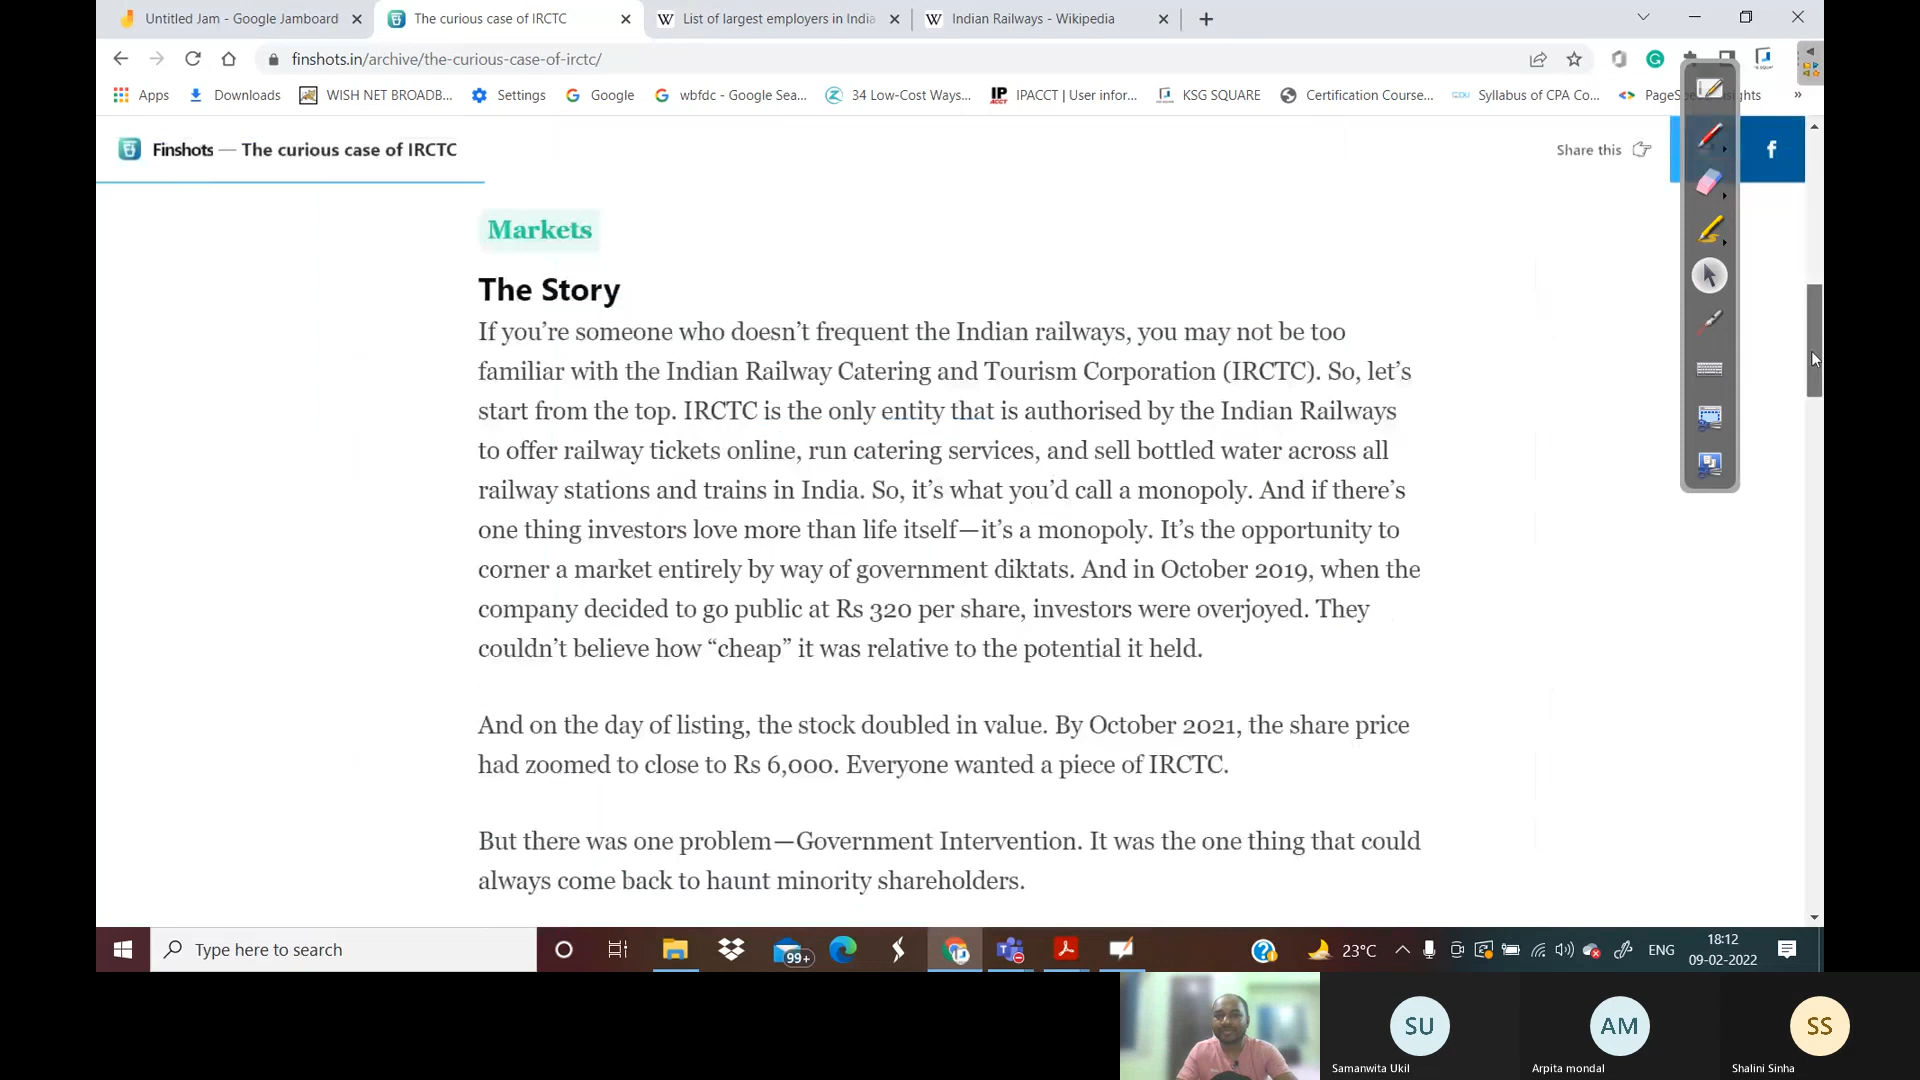 Untitled Jam - Google Jamboard
The curious case of IRCTC
List of largest employers in India
Indian Railways - Wikipedia
finshots.in/archive/the-curious-case-of-irctc/
Apps
Downloads
WISH NET BROADB...
Settings
Google
wbfdc - Google Sea...
34 Low-Cost Ways...
IPACCT | User infor...
KSG SQUARE
Certification Course...
Syllabus of CPA Co...
Finshots — The curious case of IRCTC
Share this
Markets
The Story
If you’re someone who doesn’t frequent the Indian railways, you may not be too
familiar with the Indian Railway Catering and Tourism Corporation (IRCTC). So, let’s
start from the top. IRCTC is the only entity that is authorised by the Indian Railways
to offer railway tickets online, run catering services, and sell bottled water across all
railway stations and trains in India. So, it’s what you’d call a monopoly. And if there’s
one thing investors love more than life itself—it’s a monopoly. It’s the opportunity to
corner a market entirely by way of government diktats. And in October 2019, when the
company decided to go public at Rs 320 per share, investors were overjoyed. They
couldn’t believe how “cheap” it was relative to the potential it held.
And on the day of listing, the stock doubled in value. By October 2021, the share price
had zoomed to close to Rs 6,000. Everyone wanted a piece of IRCTC.
But there was one problem—Government Intervention. It was the one thing that could
always come back to haunt minority shareholders.
Type here to search
99+
23°C
ENG
18:12
09-02-2022
SU
AM
SS
Samanwita Ukil
Arpita mondal
Shalini Sinha